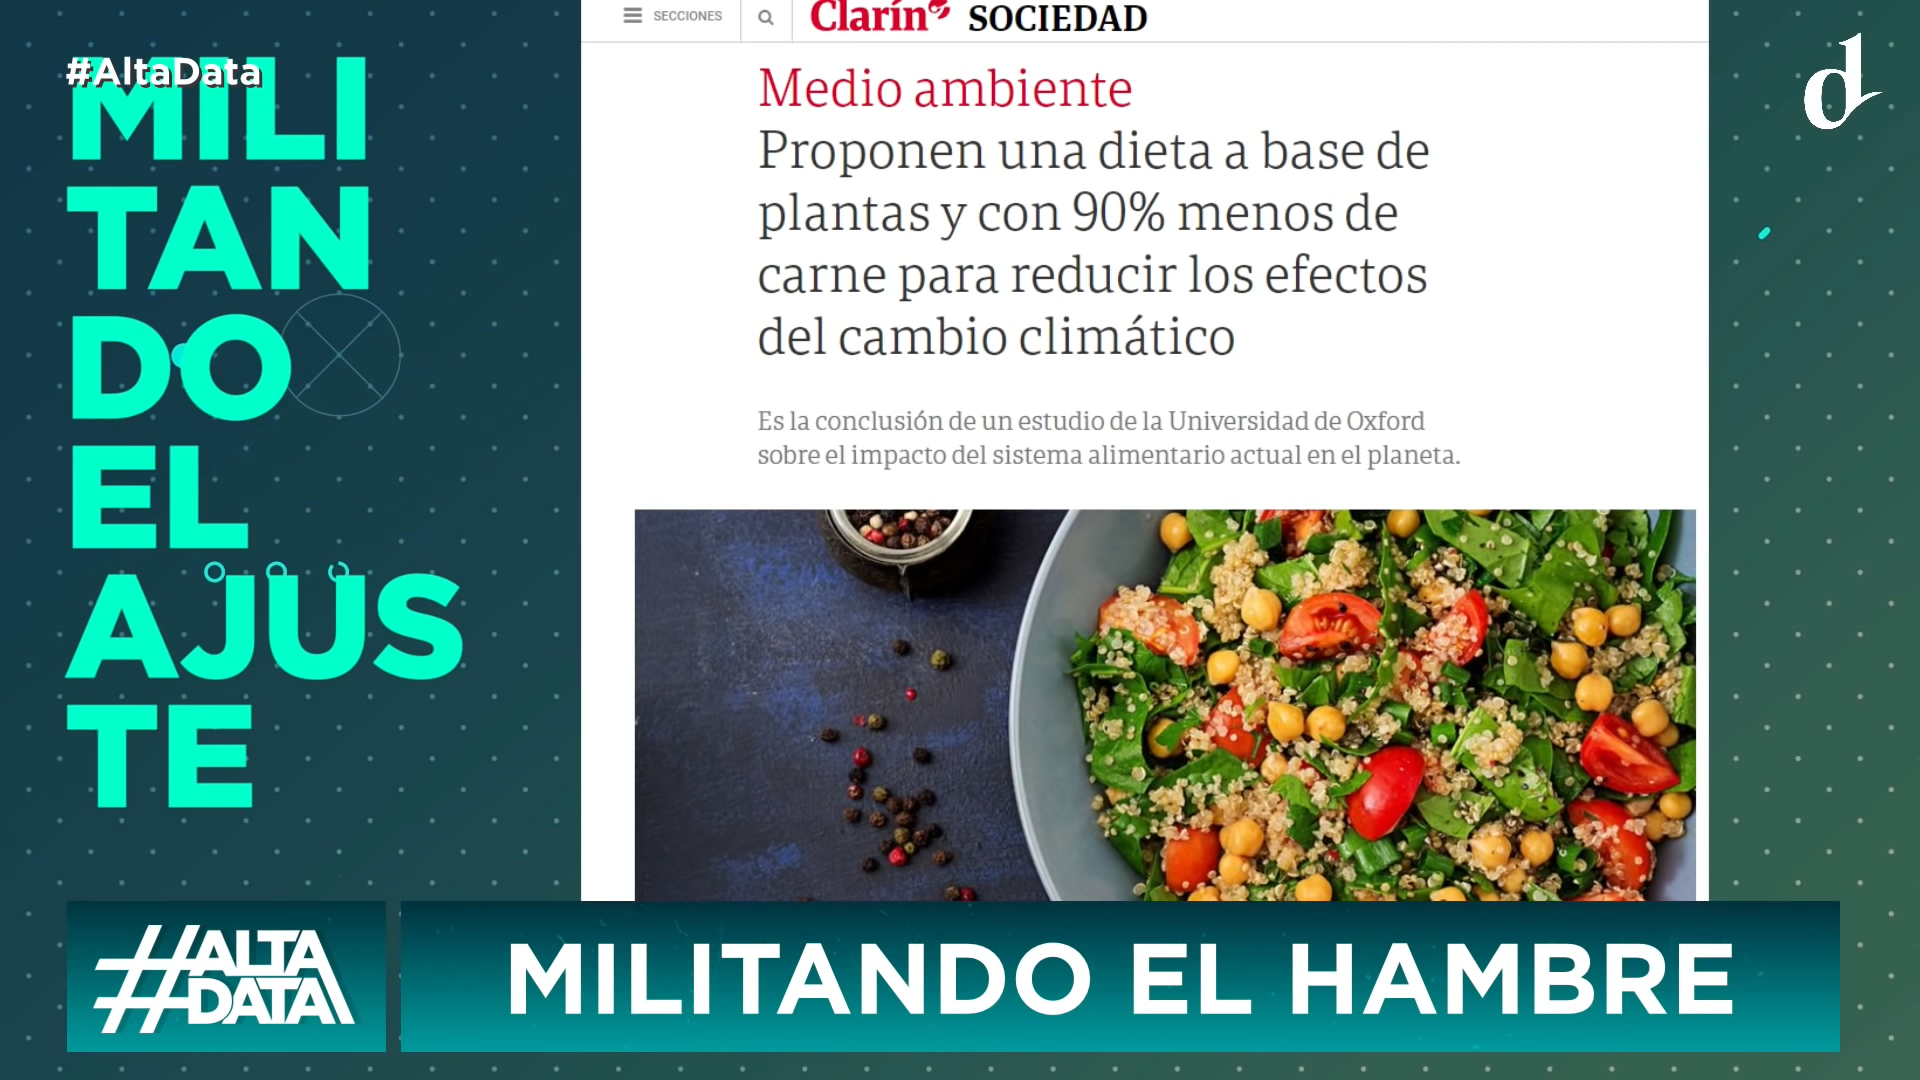 #AltaData
MILI
TAN
DO
EL
AJUS
TE
SECCIONES
Clarín SOCIEDAD
Medio ambiente
Proponen una dieta a base de
plantas y con 90% menos de
carne para reducir los efectos
del cambio climático
Es la conclusión de un estudio de la Universidad de Oxford
sobre el impacto del sistema alimentario actual en el planeta.
d
#ALTA
DATA
MILITANDO EL HAMBRE